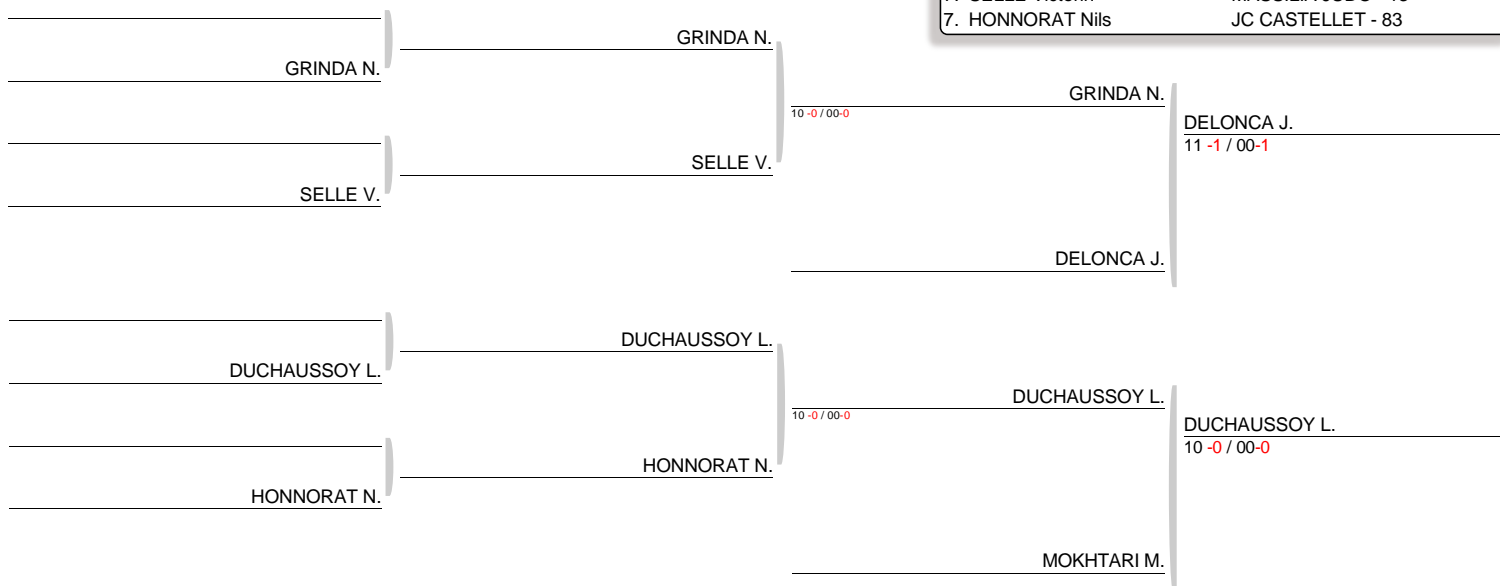 7. HONNORAT Nils JC CASTELLET - 83
GRINDA N.
GRINDA N.
GRINDA N.
10 -0 / 00-0
DELONCA J.
11 -1 / 00-1
SELLE V.
SELLE V.
DELONCA J.
DUCHAUSSOY L.
DUCHAUSSOY L.
DUCHAUSSOY L.
10 -0 / 00-0
DUCHAUSSOY L.
10 -0 / 00-0
HONNORAT N.
HONNORAT N.
MOKHTARI M.